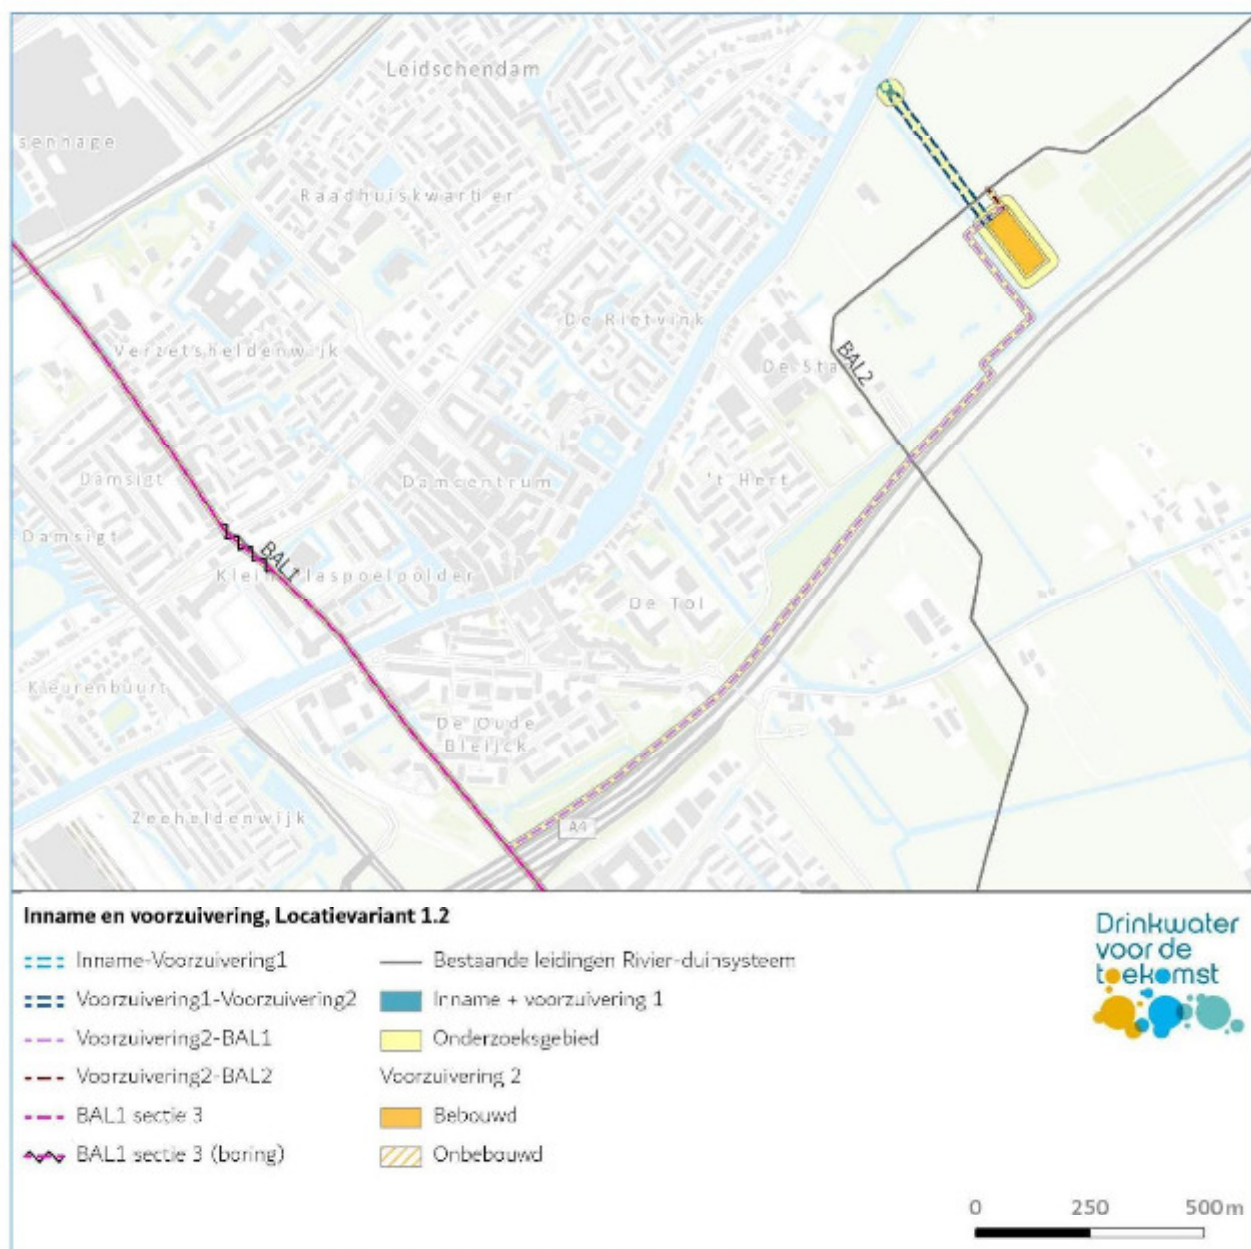 Leidschendam
sennage
Raadhuiskwartier
De Rietvink
Verzetsheldenwijk
De Sta
BAL2
Damsigt
Damcentrum
't Hert
Damsigt
BAL1
De Tol
Kleurenbuurt
De Oude
Bleijck
Zeeheldenwijk
A4
Inname en voorzuivering, Locatievariant 1.2
Inname-Voorzuivering1
Voorzuivering1-Voorzuivering2
Voorzuivering2-BAL1
Voorzuivering2-BAL2
BAL1 sectie 3
BAL1 sectie 3 (boring)
Bestaande leidingen Rivier-duinsysteem
Inname + voorzuivering 1
Onderzoeksgebied
Voorzuivering 2
Bebouwd
Onbebouwd
Drinkwater
voor de
toekomst
0 250 500m